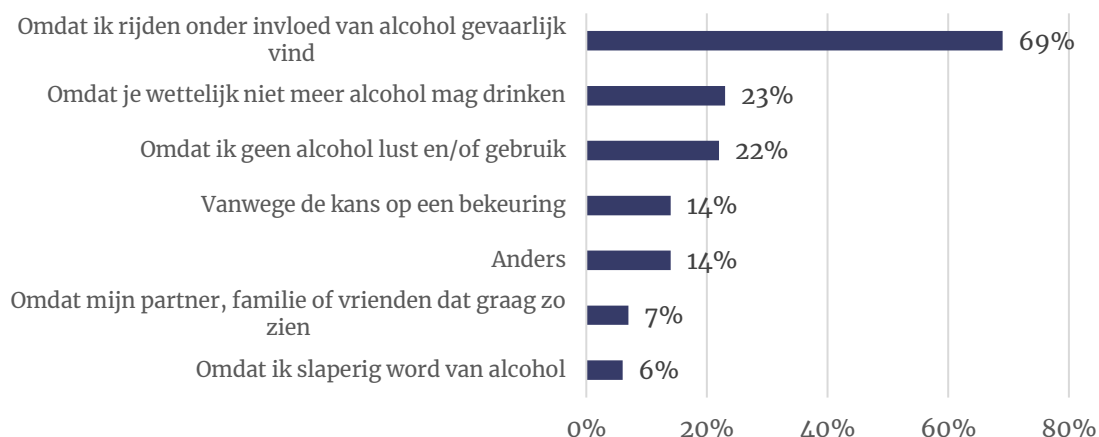 Omdat ik rijden onder invloed van alcohol gevaarlijk
vind
69%
Omdat je wettelijk niet meer alcohol mag drinken
23%
Omdat ik geen alcohol lust en/of gebruik
22%
Vanwege de kans op een bekeuring
14%
Anders
14%
Omdat mijn partner, familie of vrienden dat graag zo
zien
7%
Omdat ik slaperig word van alcohol
6%
0% 20% 40% 60% 80%